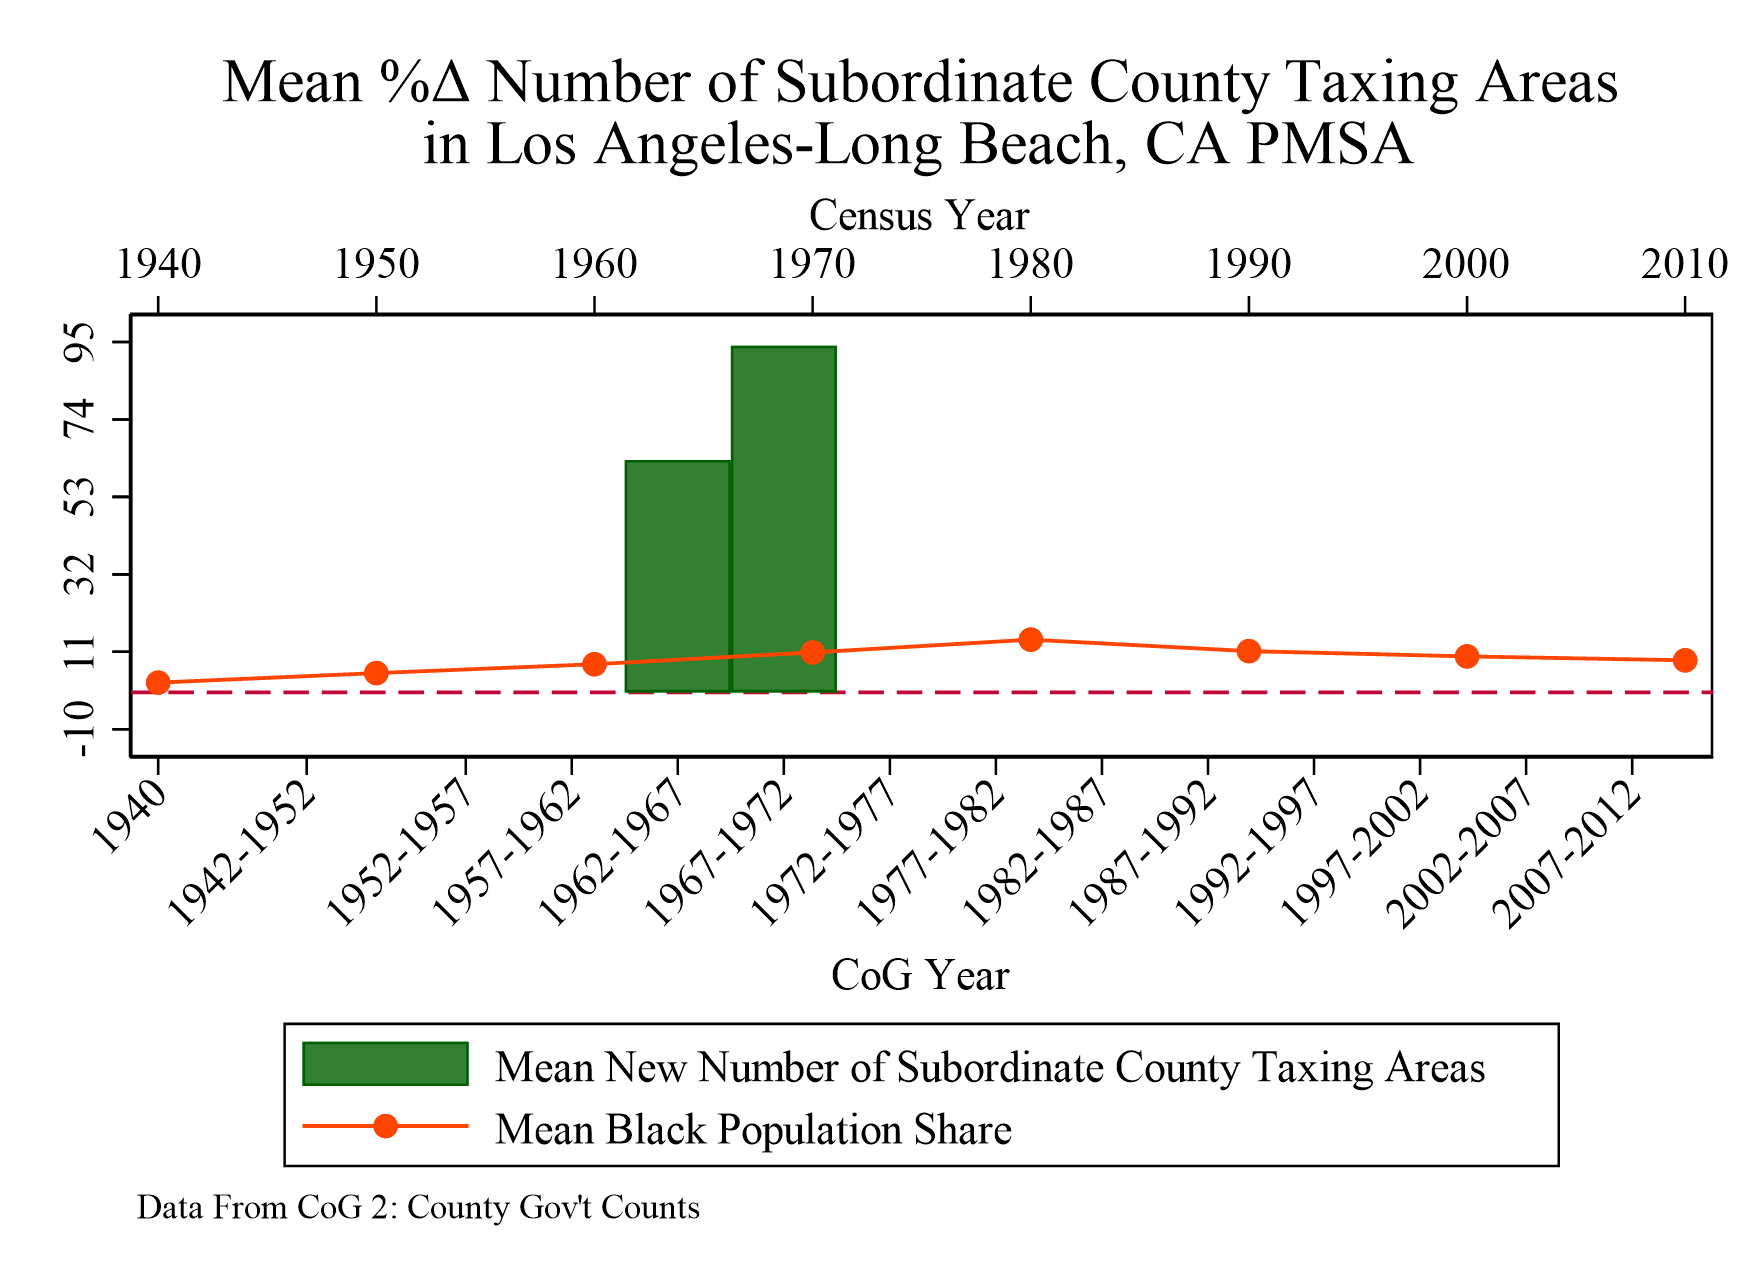 Mean %Δ Number of Subordinate County Taxing Areas
in Los Angeles-Long Beach, CA PMSA
Census Year
1940 1950 1960 1970 1980 1990 2000 2010
95
74
53
32
11
-10
1940 1942-1952 1952-1957 1957-1962 1962-1967 1967-1972 1972-1977 1977-1982 1982-1987 1987-1992 1992-1997 1997-2002 2002-2007 2007-2012
CoG Year
Mean New Number of Subordinate County Taxing Areas
Mean Black Population Share
Data From CoG 2: County Gov't Counts